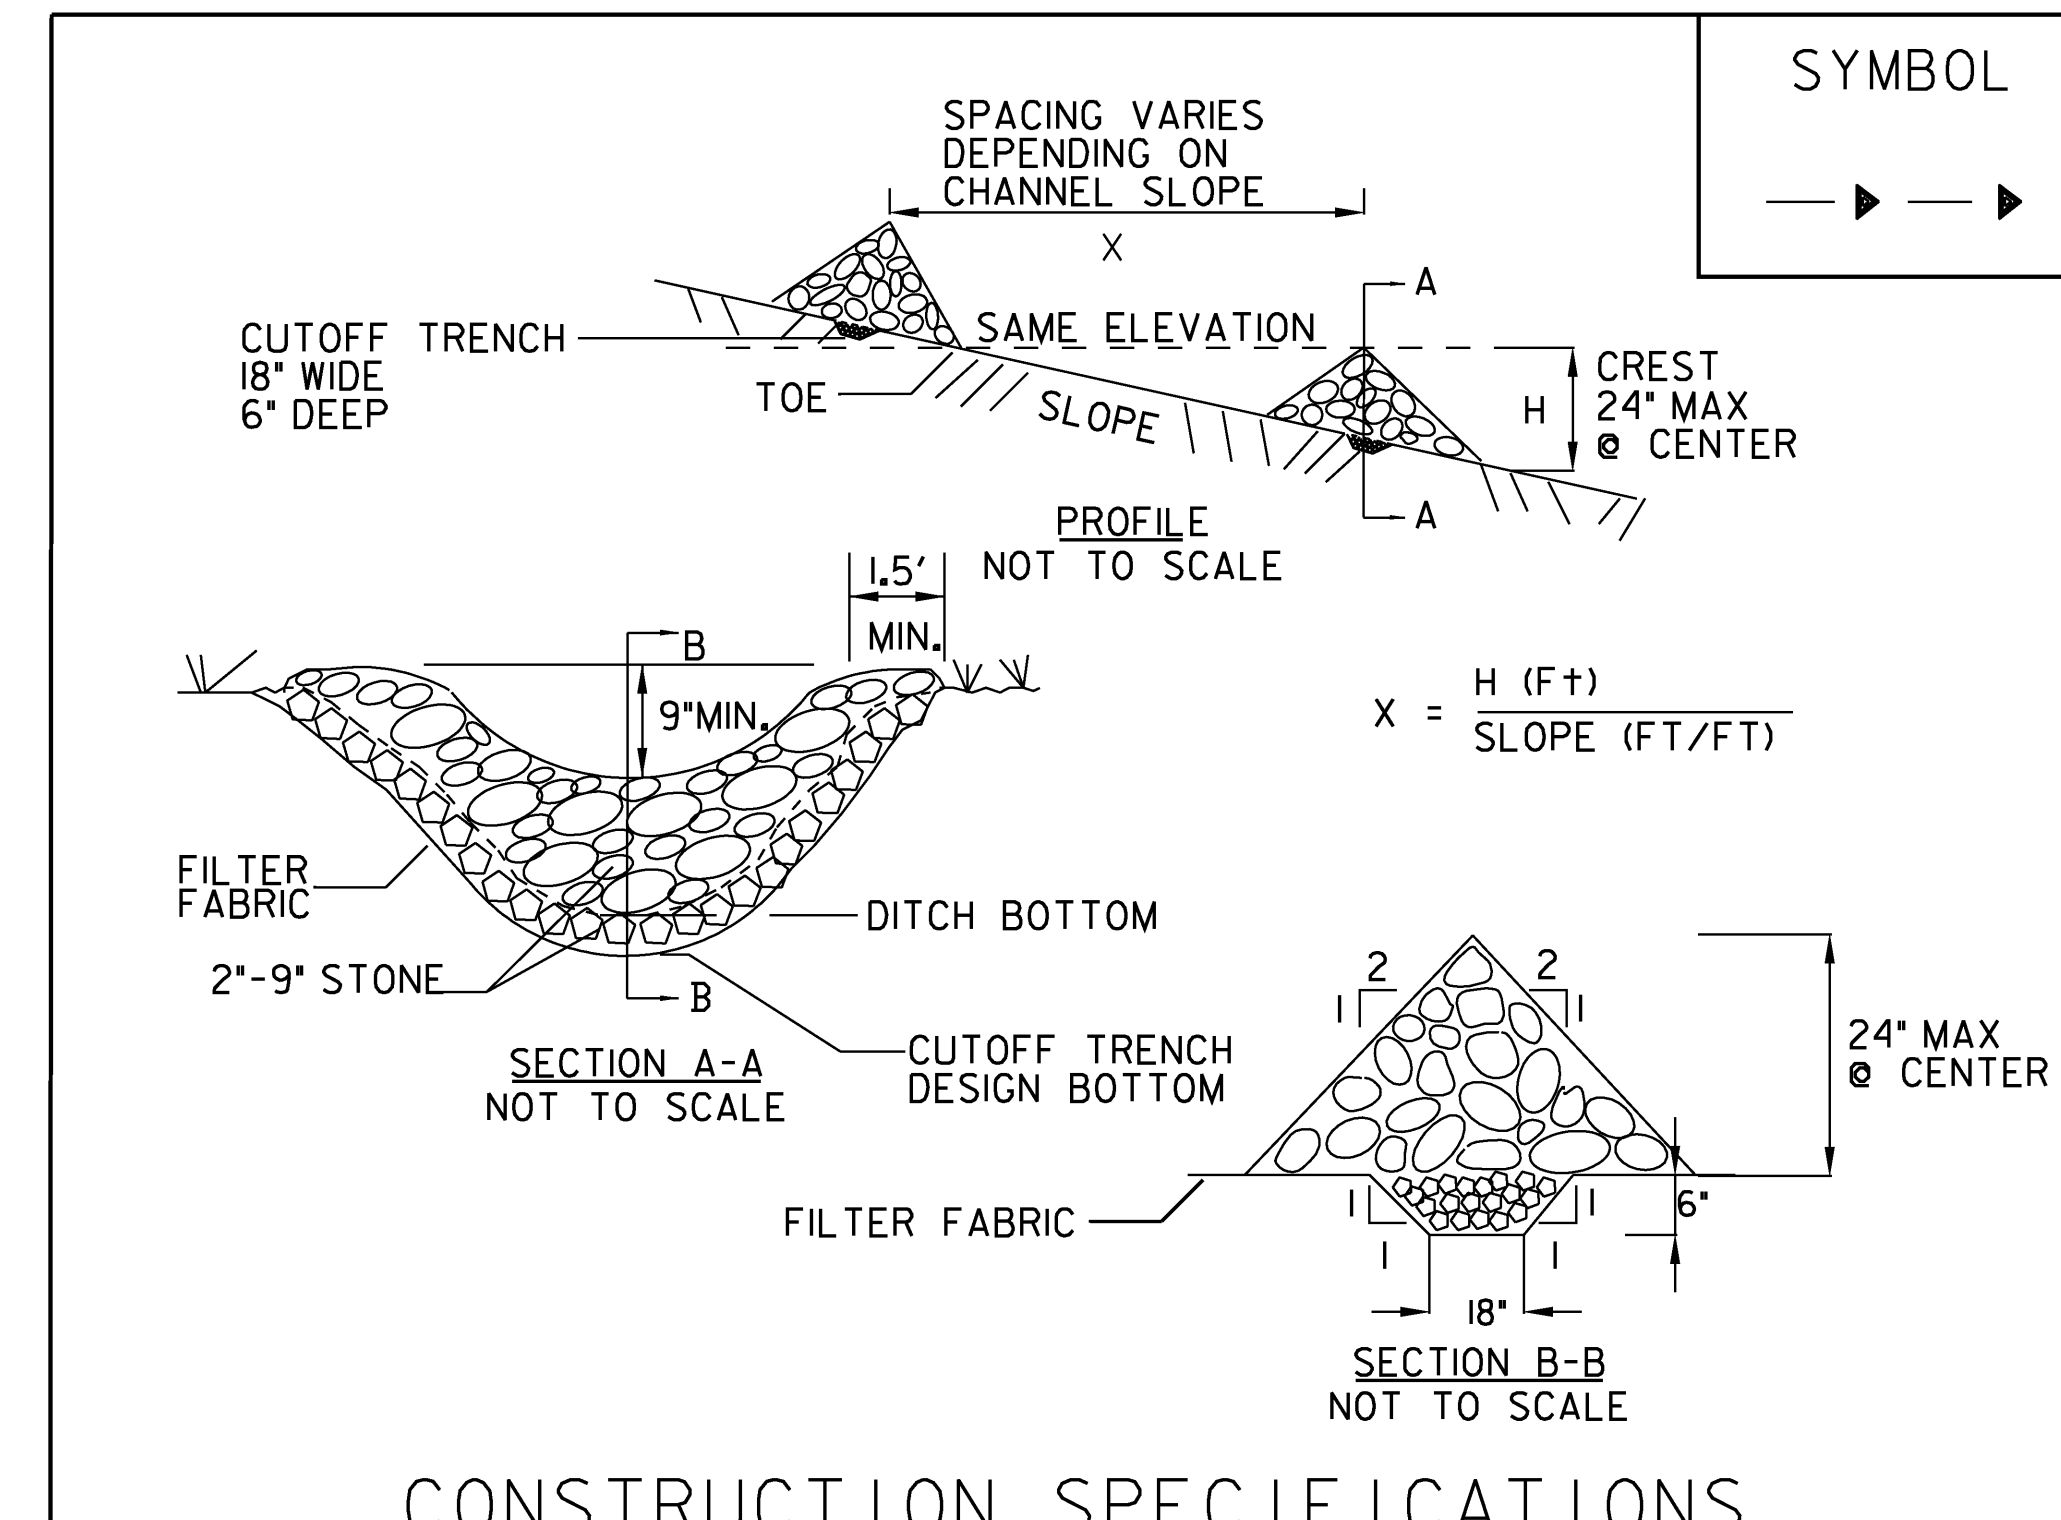 SYMBOL
SPACING VARIES
DEPENDING ON
CHANNEL SLOPE
X
A
SAME ELEVATION
CUTOFF TRENCH
18" WIDE
6" DEEP
TOE
SLOPE
H
CREST
24" MAX
@ CENTER
A
PROFILE
NOT TO SCALE
1.5'
MIN.
B
9"MIN.
X = H (Ft)
SLOPE (FT/FT)
FILTER
FABRIC
DITCH BOTTOM
2"-9" STONE
B
CUTOFF TRENCH
DESIGN BOTTOM
SECTION A-A
NOT TO SCALE
2
2
1
1
24" MAX
@ CENTER
FILTER FABRIC
1
1
6"
1
1
18"
SECTION B-B
NOT TO SCALE
CONSTRUCTION SPECIFICATIONS